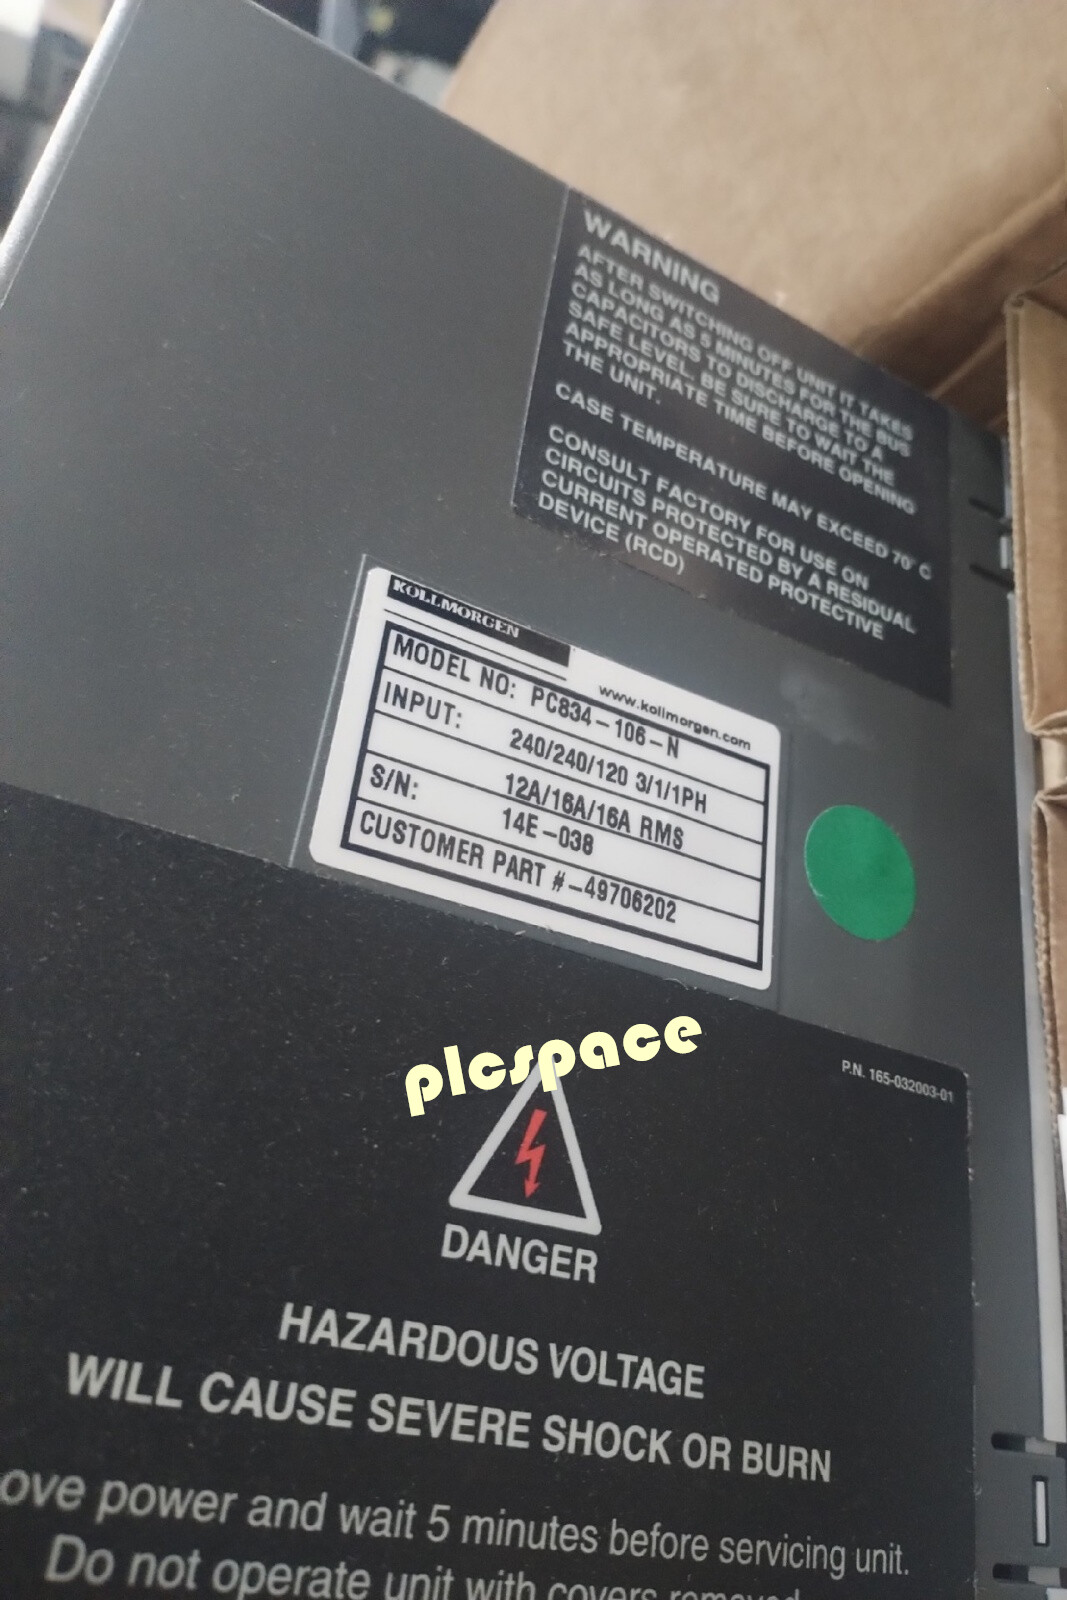 WARNING
AFTER SWITCHING OFF UNIT IT TAKES
AS LONG AS 5 MINUTES FOR THE BUS
CAPACITORS TO DISCHARGE TO A
SAFE LEVEL. BE SURE TO WAIT THE
APPROPRIATE TIME BEFORE OPENING
THE UNIT.
CASE TEMPERATURE MAY EXCEED 70° C
CONSULT FACTORY FOR USE ON
CIRCUITS PROTECTED BY A RESIDUAL
CURRENT OPERATED PROTECTIVE
DEVICE (RCD)
KOLLMORGEN
www.kollmorgen.com
MODEL NO: PC834-106-N
INPUT: 240/240/120 3/1/1PH
12A/16A/16A RMS
S/N: 14E-038
CUSTOMER PART #-49706202
plcspace
P.N. 165-032003-01
DANGER
HAZARDOUS VOLTAGE
WILL CAUSE SEVERE SHOCK OR BURN
ove power and wait 5 minutes before servicing unit.
Do not operate unit with covers removed